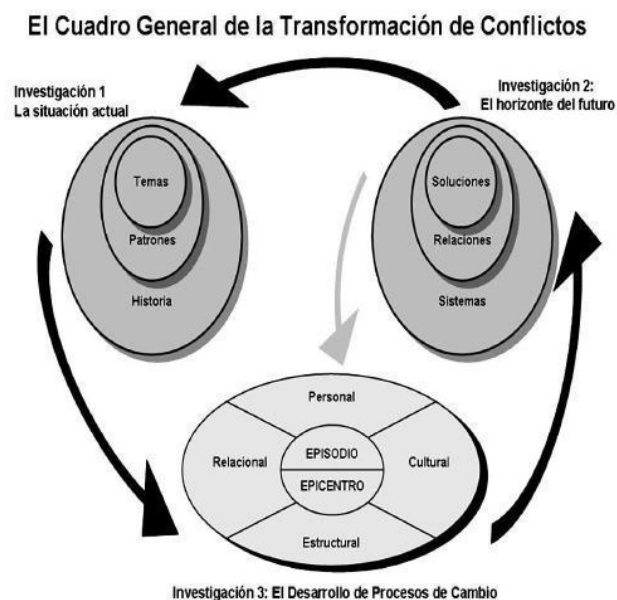 El Cuadro General de la Transformación de Conflictos
Investigación 1
La situación actual
Investigación 2:
El horizonte del futuro
Temas
Patrones
Historia
Soluciones
Relaciones
Sistemas
Personal
Relacional
EPISODIO
EPICENTRO
Cultural
Estructural
Investigación 3: El Desarrollo de Procesos de Cambio